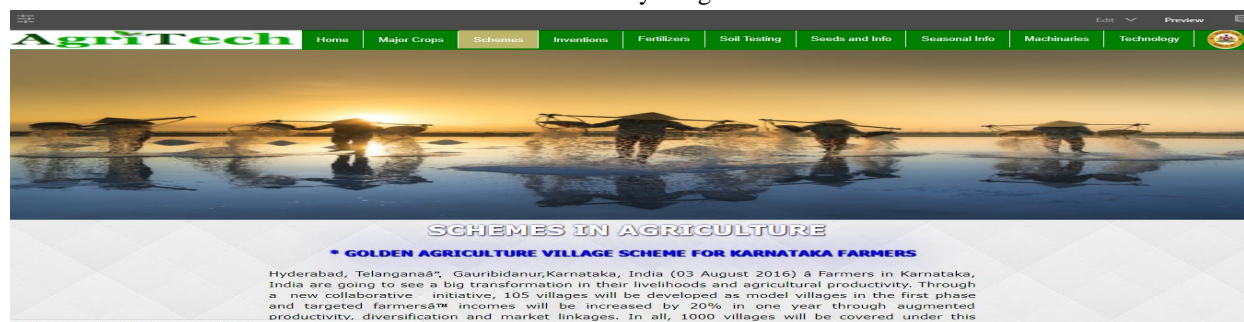 Edit Preview
AgriTech Home Major Crops Schemes Inventions Fertilizers Soil Testing Seeds and Info Seasonal Info Machinaries Technology
SCHEMES IN AGRICULTURE
* GOLDEN AGRICULTURE VILLAGE SCHEME FOR KARNATAKA FARMERS
Hyderabad, Telanganaâ", Gauribidanur,Karnataka, India (03 August 2016) â Farmers in Karnataka,
India are going to see a big transformation in their livelihoods and agricultural productivity. Through
a new collaborative initiative, 105 villages will be developed as model villages in the first phase
and targeted farmersâ™ incomes will be increased by 20% in one year through augmented
productivity, diversification and market linkages. In all, 1000 villages will be covered under this